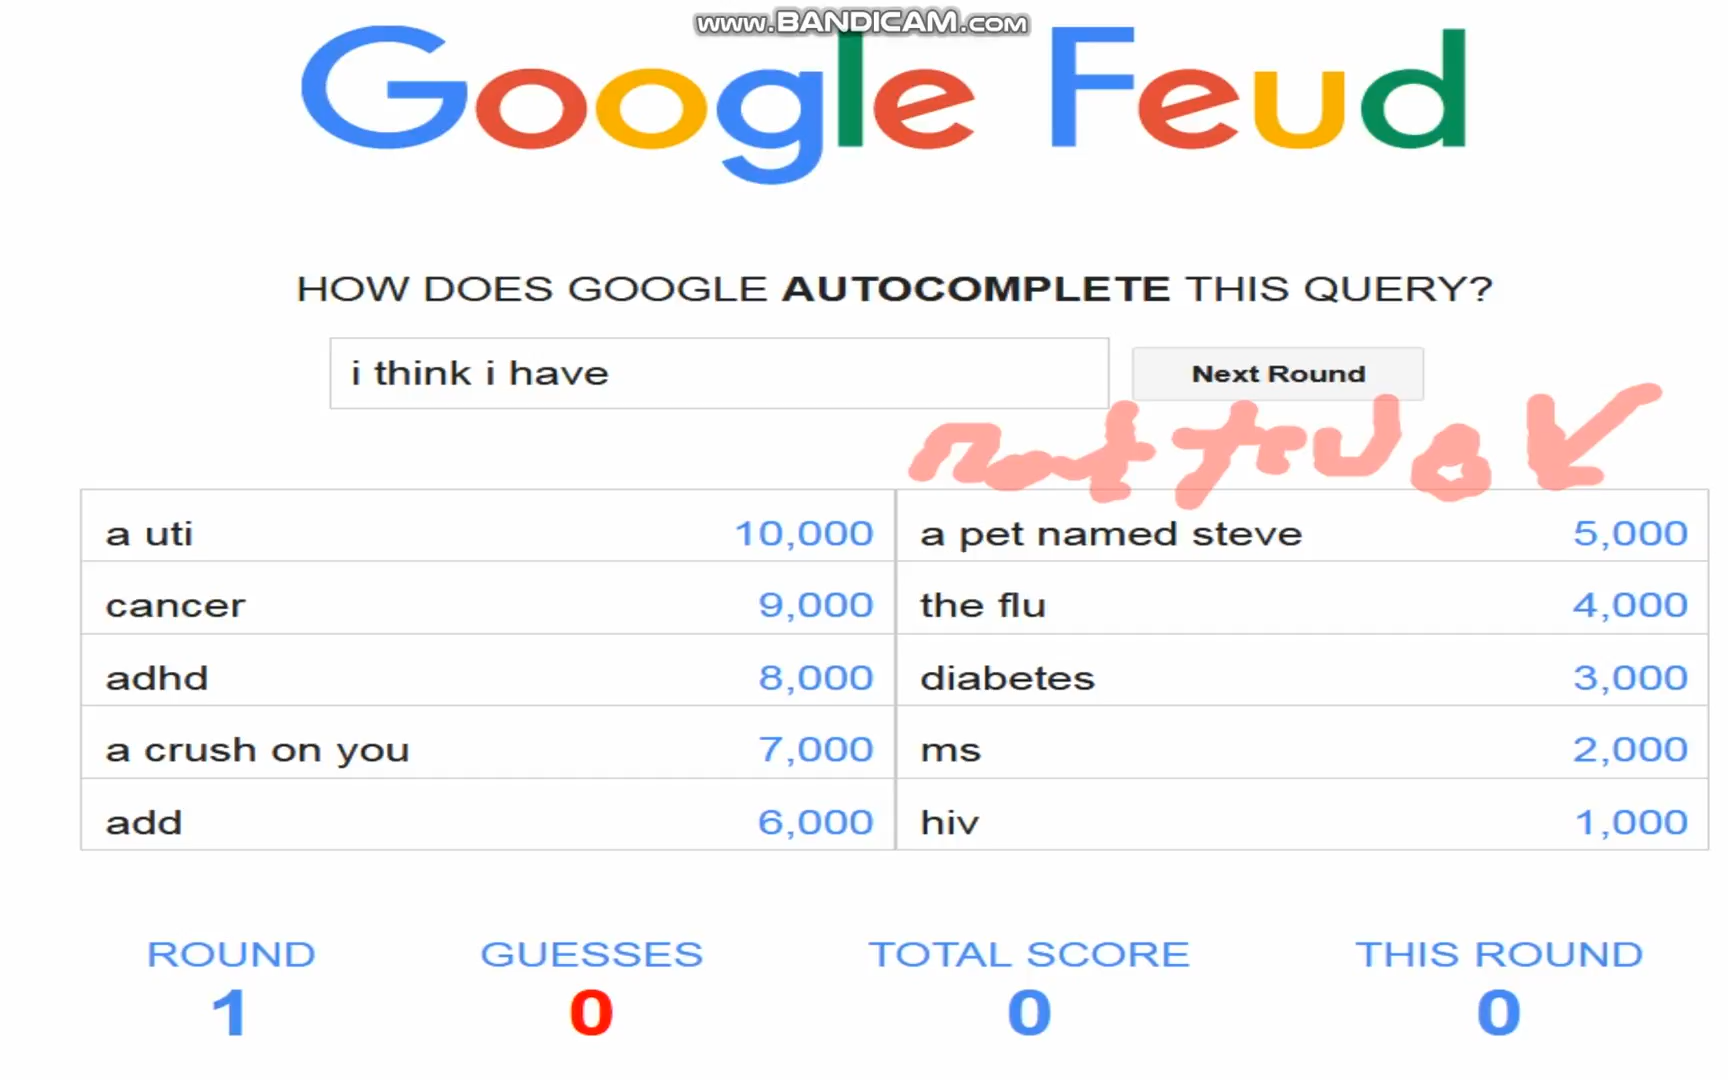 www.BANDICAM.com
Google Feud
HOW DOES GOOGLE AUTOCOMPLETE THIS QUERY?
i think i have
Next Round
not true
a uti 10,000
cancer 9,000
adhd 8,000
a crush on you 7,000
add 6,000
a pet named steve 5,000
the flu 4,000
diabetes 3,000
ms 2,000
hiv 1,000
ROUND GUESSES TOTAL SCORE THIS ROUND
1 0 0 0